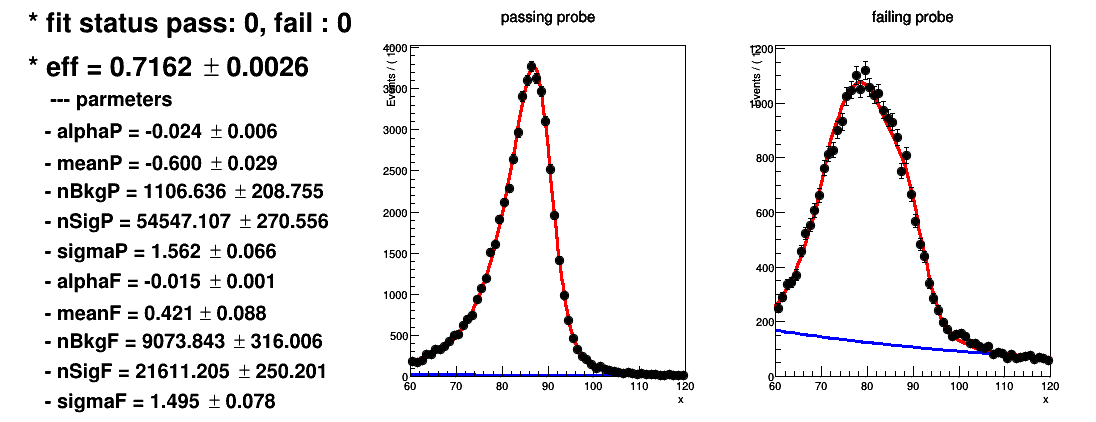 * fit status pass: 0, fail : 0
* eff = 0.7162 ± 0.0026
--- parmeters
- alphaP = -0.024 ± 0.006
- meanP = -0.600 ± 0.029
- nBkgP = 1106.636 ± 208.755
- nSigP = 54547.107 ± 270.556
- sigmaP = 1.562 ± 0.066
- alphaF = -0.015 ± 0.001
- meanF = 0.421 ± 0.088
- nBkgF = 9073.843 ± 316.006
- nSigF = 21611.205 ± 250.201
- sigmaF = 1.495 ± 0.078
passing probe
Events / ( 1
4000
3500
3000
2500
2000
1500
1000
500
0
60 70 80 90 100 110 120
x
failing probe
Events / ( 1
1200
1000
800
600
400
200
0
60 70 80 90 100 110 120
x